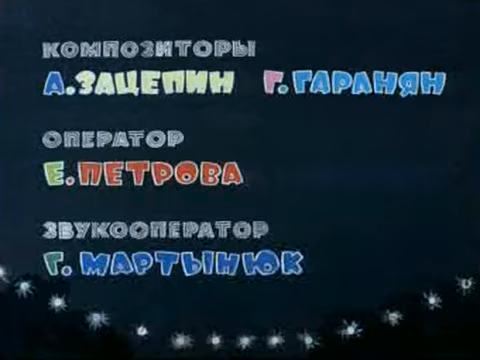 КОМПОЗИТОРЫ
А.ЗАЦЕПИН Г.ГАРАНЯН
ОПЕРАТОР
Е.ПЕТРОВА
ЗВУКООПЕРАТОР
Г. МАРТЫНЮК